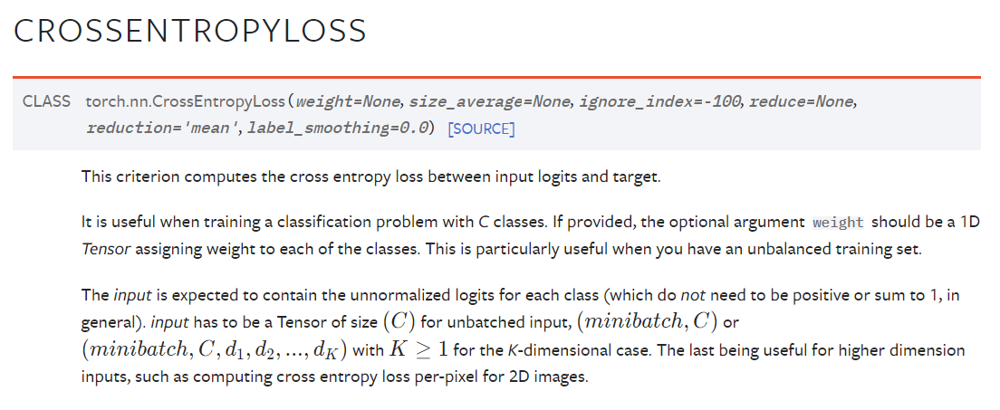 CROSSENTROPYLOSS
CLASS torch.nn.CrossEntropyLoss(weight=None, size_average=None, ignore_index=-100, reduce=None,
reduction='mean', label_smoothing=0.0) [SOURCE]
This criterion computes the cross entropy loss between input logits and target.
It is useful when training a classification problem with C classes. If provided, the optional argument weight should be a 1D
Tensor assigning weight to each of the classes. This is particularly useful when you have an unbalanced training set.
The input is expected to contain the unnormalized logits for each class (which do not need to be positive or sum to 1, in
general). input has to be a Tensor of size (C) for unbatched input, (minibatch, C) or
(minibatch, C, d₁, d₂, ..., d_K) with K ≥ 1 for the K-dimensional case. The last being useful for higher dimension
inputs, such as computing cross entropy loss per-pixel for 2D images.